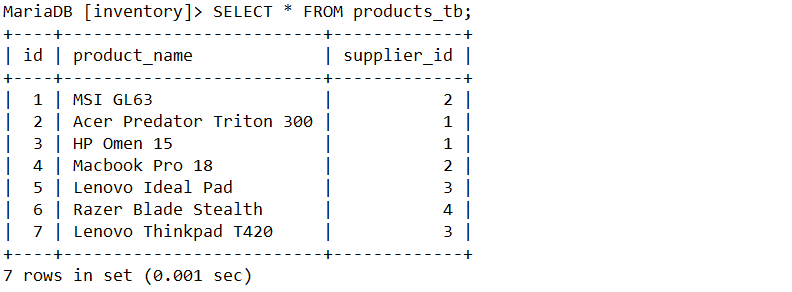 MariaDB [inventory]> SELECT * FROM products_tb;
+----+--------------------------+-------------+
| id | product_name             | supplier_id |
+----+--------------------------+-------------+
|  1 | MSI GL63                 |           2 |
|  2 | Acer Predator Triton 300 |           1 |
|  3 | HP Omen 15               |           1 |
|  4 | Macbook Pro 18           |           2 |
|  5 | Lenovo Ideal Pad         |           3 |
|  6 | Razer Blade Stealth      |           4 |
|  7 | Lenovo Thinkpad T420     |           3 |
+----+--------------------------+-------------+
7 rows in set (0.001 sec)